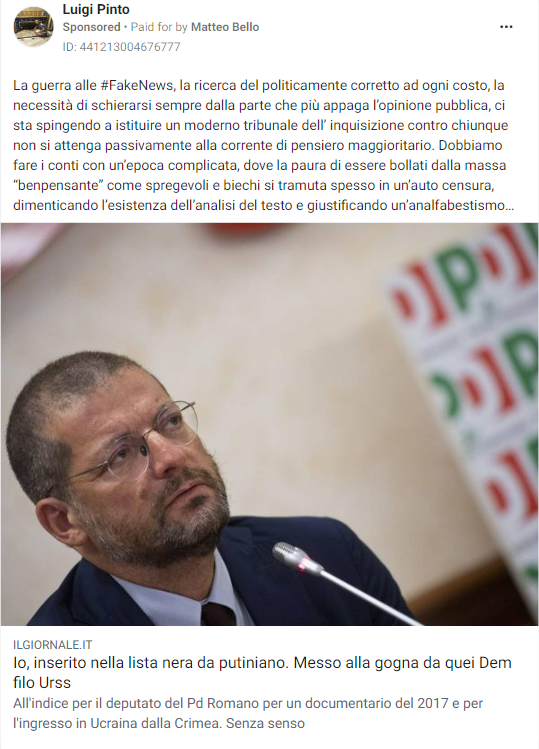 Luigi Pinto
Sponsored • Paid for by Matteo Bello
ID: 441213004676777
La guerra alle #FakeNews, la ricerca del politicamente corretto ad ogni costo, la
necessità di schierarsi sempre dalla parte che più appaga l'opinione pubblica, ci
sta spingendo a istituire un moderno tribunale dell' inquisizione contro chiunque
non si attenga passivamente alla corrente di pensiero maggioritario. Dobbiamo
fare i conti con un'epoca complicata, dove la paura di essere bollati dalla massa
“benpensante” come spregevoli e biechi si tramuta spesso in un'auto censura,
dimenticando l'esistenza dell'analisi del testo e giustificando un'analfabestismo...
PD
PD
ILGIORNALE.IT
Io, inserito nella lista nera da putiniano. Messo alla gogna da quei Dem
filo Urss
All'indice per il deputato del Pd Romano per un documentario del 2017 e per
l'ingresso in Ucraina dalla Crimea. Senza senso